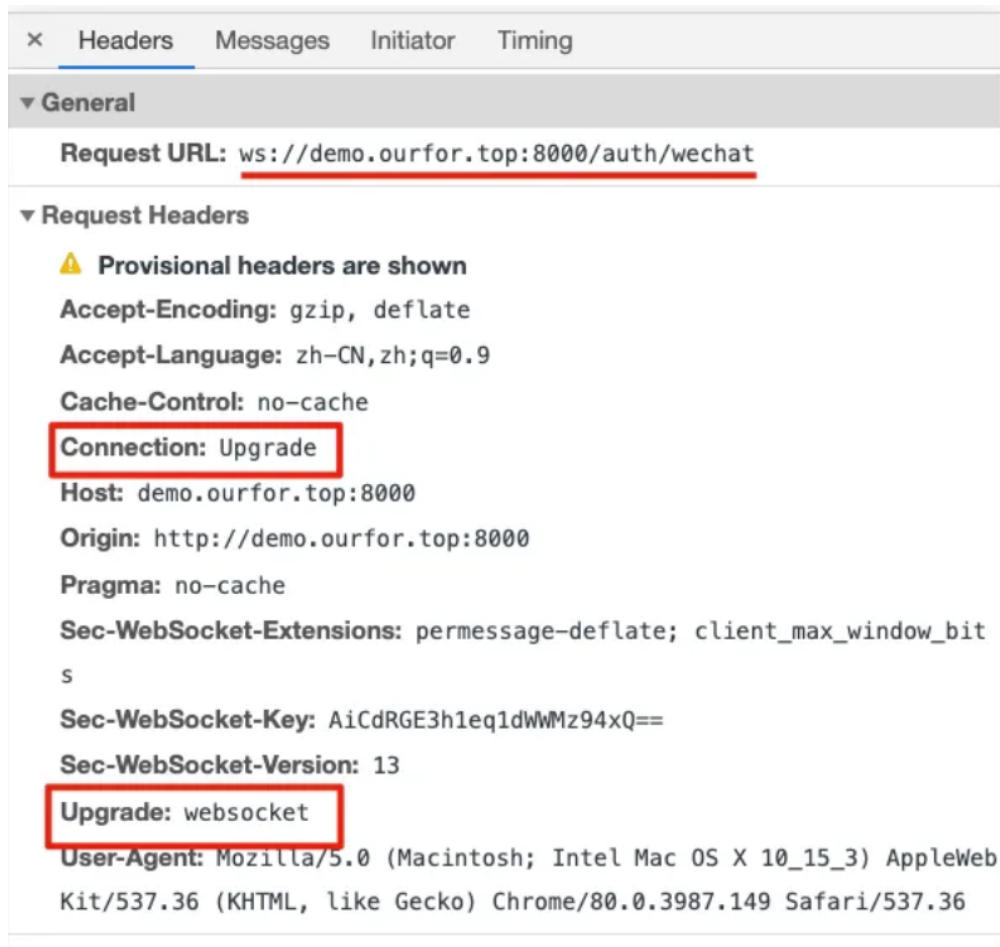 × Headers Messages Initiator Timing
▼ General
Request URL: ws://demo.ourfor.top:8000/auth/wechat
▼ Request Headers
Provisional headers are shown
Accept-Encoding: gzip, deflate
Accept-Language: zh-CN,zh;q=0.9
Cache-Control: no-cache
Connection: Upgrade
Host: demo.ourfor.top:8000
Origin: http://demo.ourfor.top:8000
Pragma: no-cache
Sec-WebSocket-Extensions: permessage-deflate; client_max_window_bit
s
Sec-WebSocket-Key: AiCdRGE3h1eq1dWWMz94xQ==
Sec-WebSocket-Version: 13
Upgrade: websocket
User-Agent: Mozilla/5.0 (Macintosh; Intel Mac OS X 10_15_3) AppleWeb
Kit/537.36 (KHTML, like Gecko) Chrome/80.0.3987.149 Safari/537.36